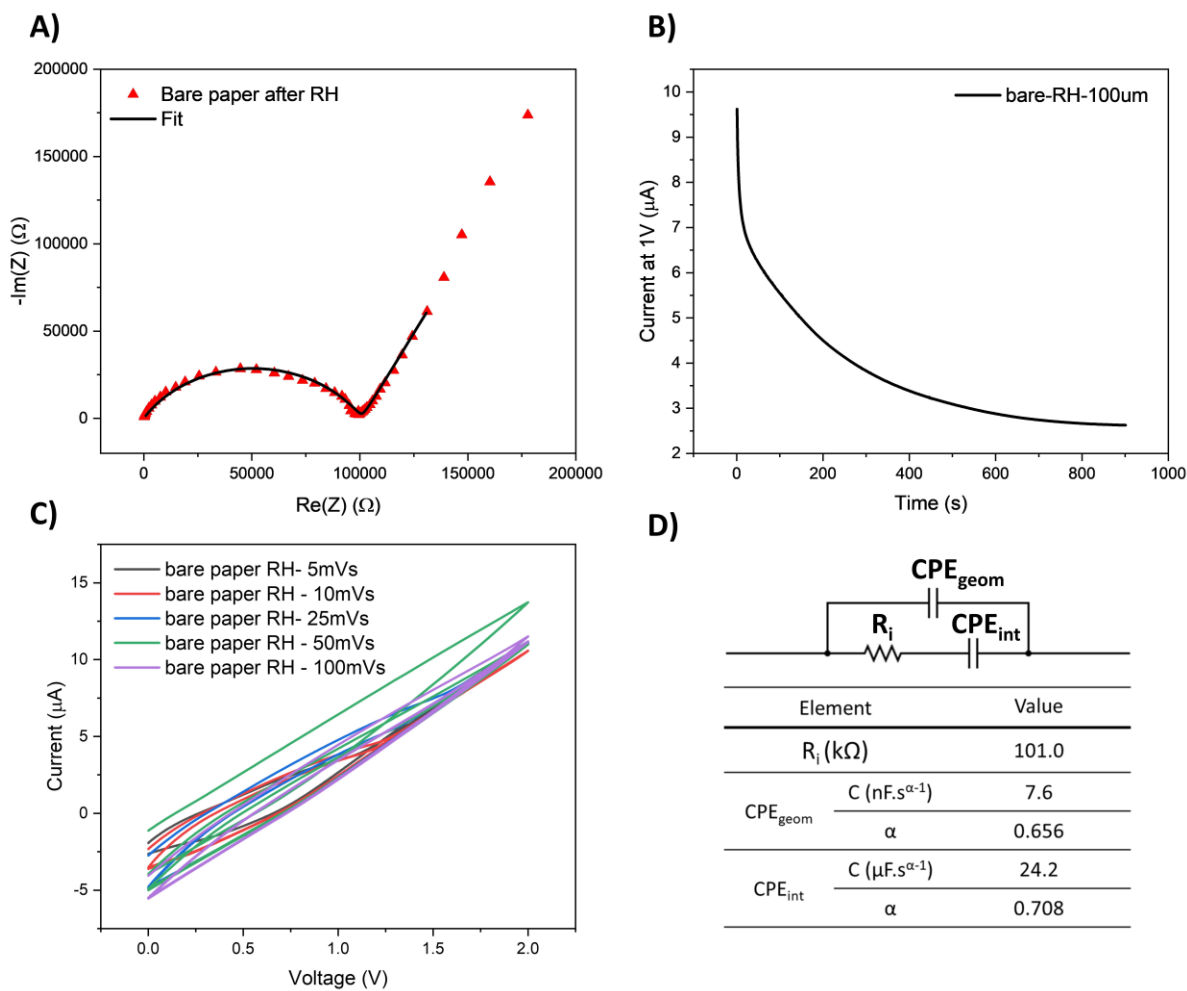 A)
200000
150000
100000
50000
0
-Im(Z) (Ω)
Bare paper after RH
Fit
0 50000 100000 150000 200000
Re(Z) (Ω)
B)
10
9
8
7
6
5
4
3
2
Current at 1V (µA)
bare-RH-100um
0 200 400 600 800 1000
Time (s)
C)
15
10
5
0
-5
Current (µA)
bare paper RH- 5mVs
bare paper RH - 10mVs
bare paper RH- 25mVs
bare paper RH - 50mVs
bare paper RH - 100mVs
0.0 0.5 1.0 1.5 2.0
Voltage (V)
D)
CPEgeom
Ri CPEint
Element Value
Ri (kΩ) 101.0
CPEgeom C (nF.sα-1) 7.6
α 0.656
CPEint C (µF.sα-1) 24.2
α 0.708